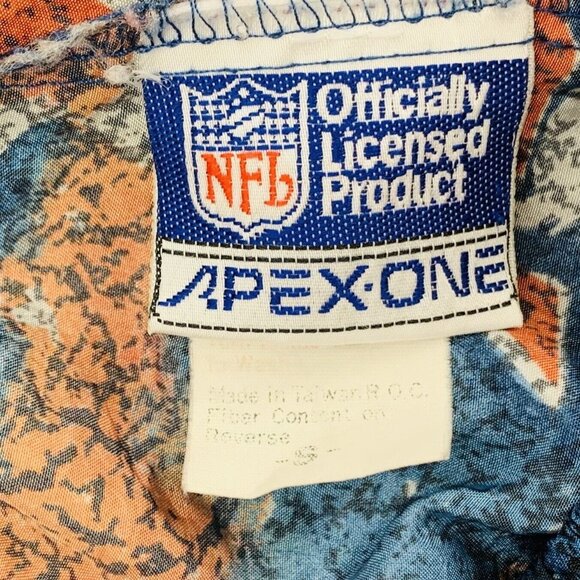 NFL
Officially
Licensed
Product
APEX·ONE
Made in Taiwan R.O.C.
Fiber Content on
Reverse
-S-